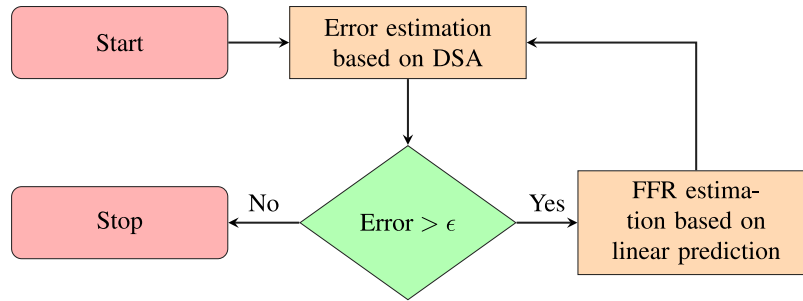 Start
Error estimation
based on DSA
Stop
No
Error > ϵ
Yes
FFR estima-
tion based on
linear prediction